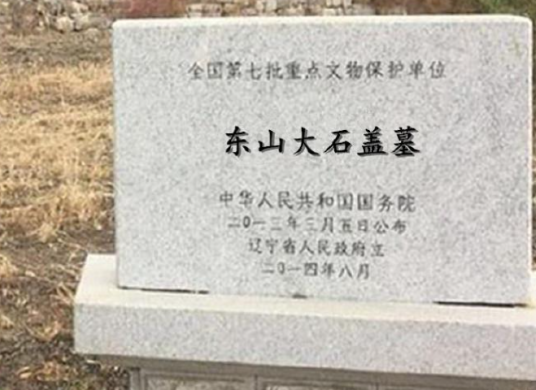 全国第七批重点文物保护单位
东山大石盖墓
中华人民共和国国务院
二〇一三年三月五日公布
辽宁省人民政府立
二〇一四年八月